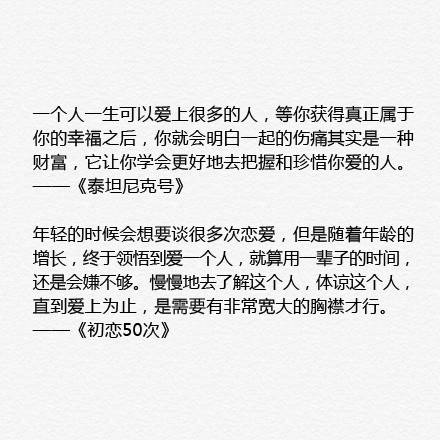 一个人一生可以爱上很多的人，等你获得真正属于
你的幸福之后，你就会明白一起的伤痛其实是一种
财富，它让你学会更好地去把握和珍惜你爱的人。
——《泰坦尼克号》
年轻的时候会想要谈很多次恋爱，但是随着年龄的
增长，终于领悟到爱一个人，就算用一辈子的时间，
还是会嫌不够。慢慢地去了解这个人，体谅这个人，
直到爱上为止，是需要有非常宽大的胸襟才行。
——《初恋50次》